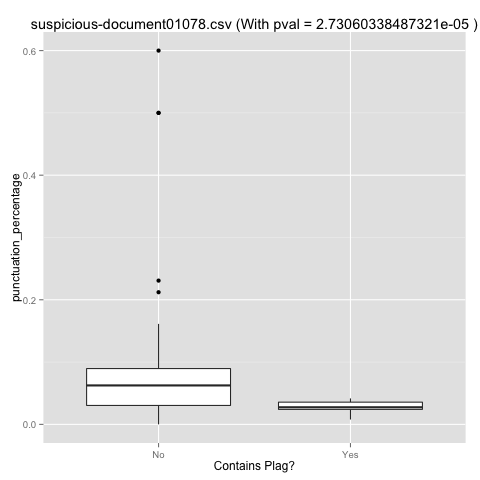 suspicious-document01078.csv (With pval = 2.73060338487321e-05 )
0.6
0.4
punctuation_percentage
0.2
0.0
No Yes
Contains Plag?